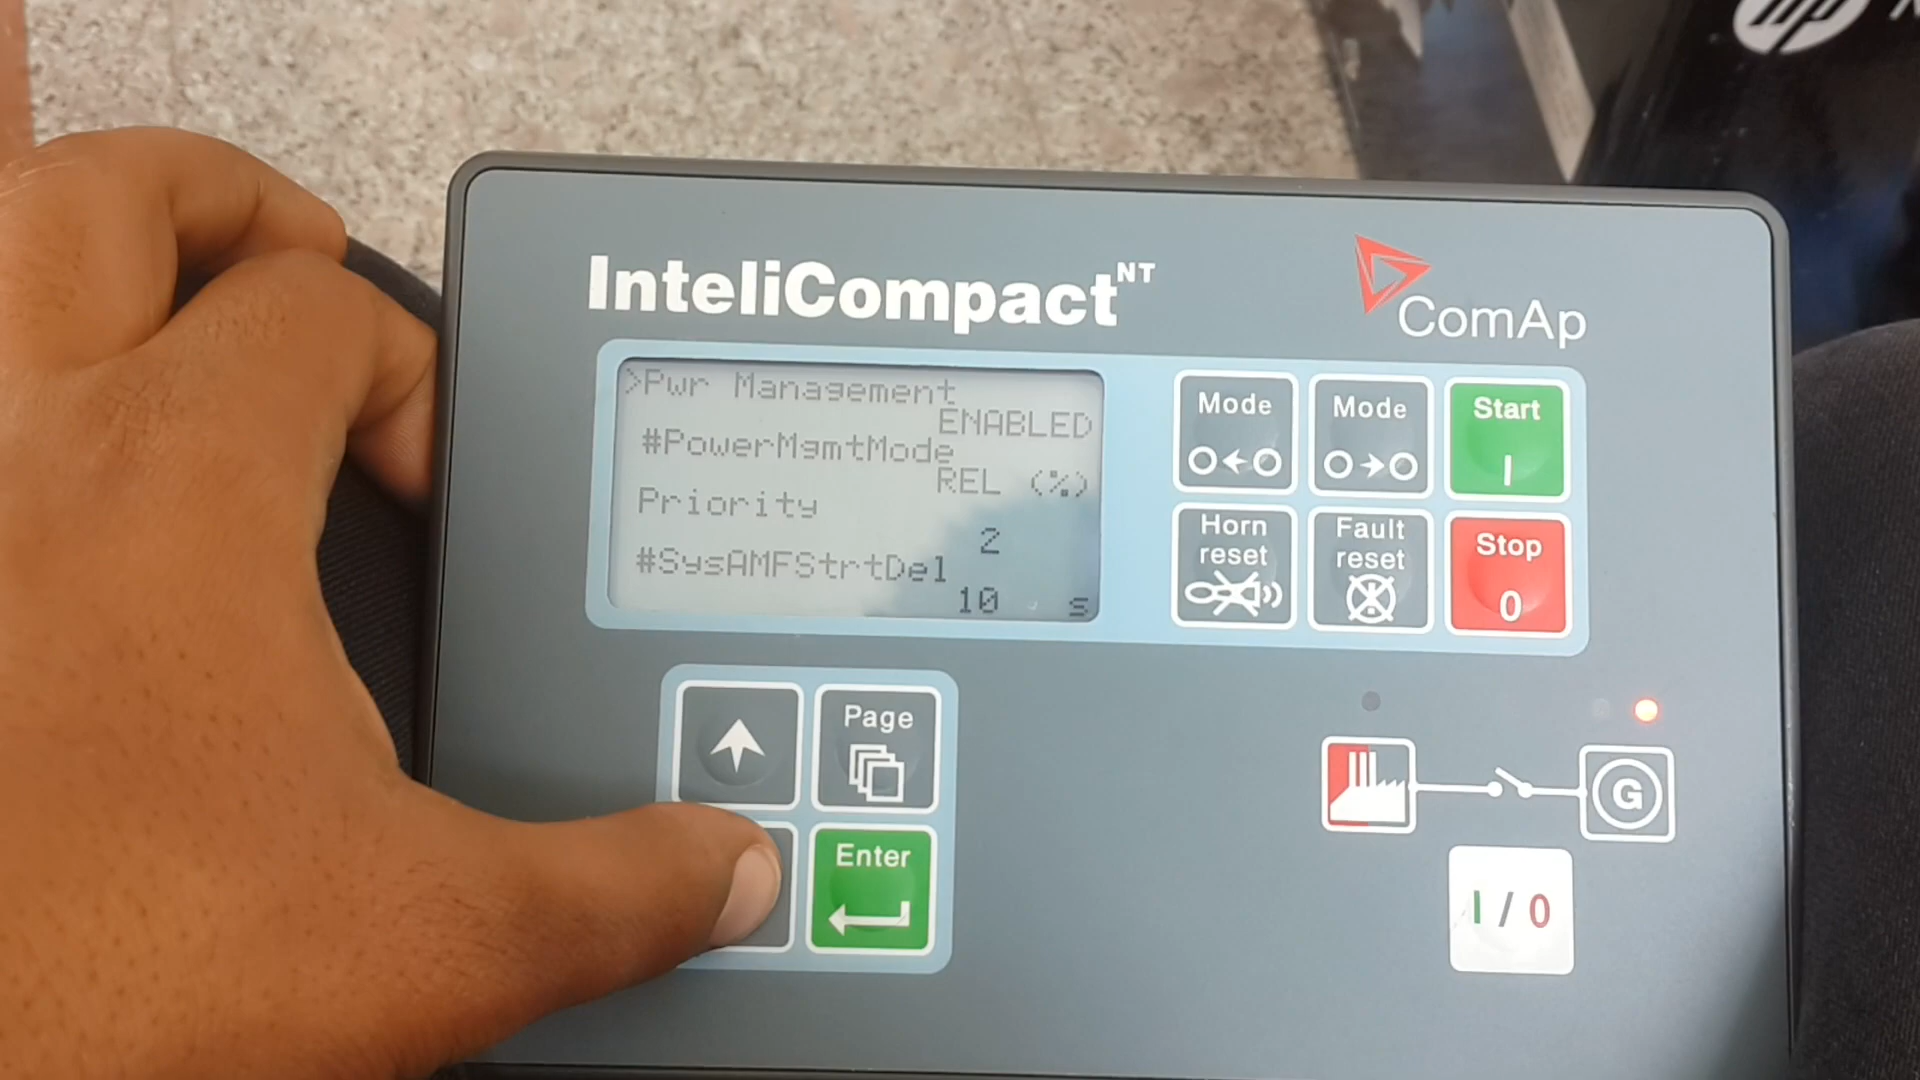 InteliCompact NT
ComAp
>Pwr Management
ENABLED
#PowerMgmtMode
REL (%)
Priority
2
#SysAMFStrtDel
10 s
Mode
Mode
Start
I
Horn
reset
Fault
reset
Stop
0
Page
Enter
G
I / 0
hp